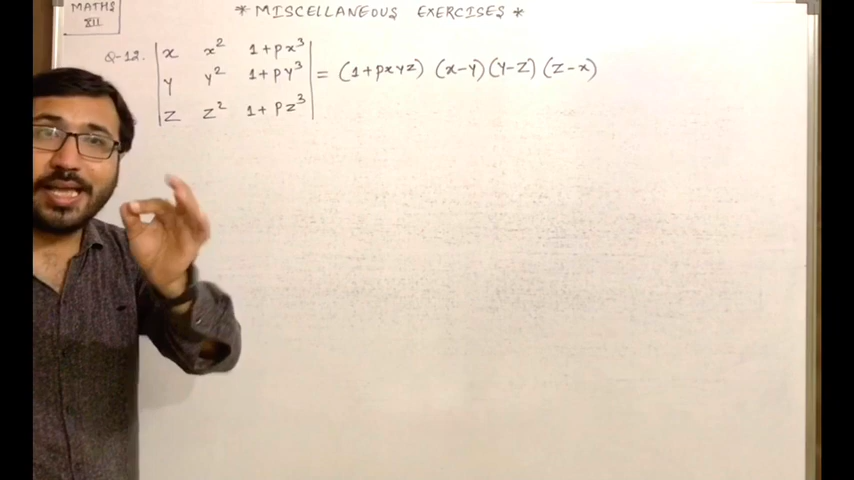 MATHS
XII
* MISCELLANEOUS EXERCISES *
Q-12. | x x² 1+px³ |
| y y² 1+py³ | = (1+pxyz) (x-y)(y-z)(z-x)
| z z² 1+pz³ |